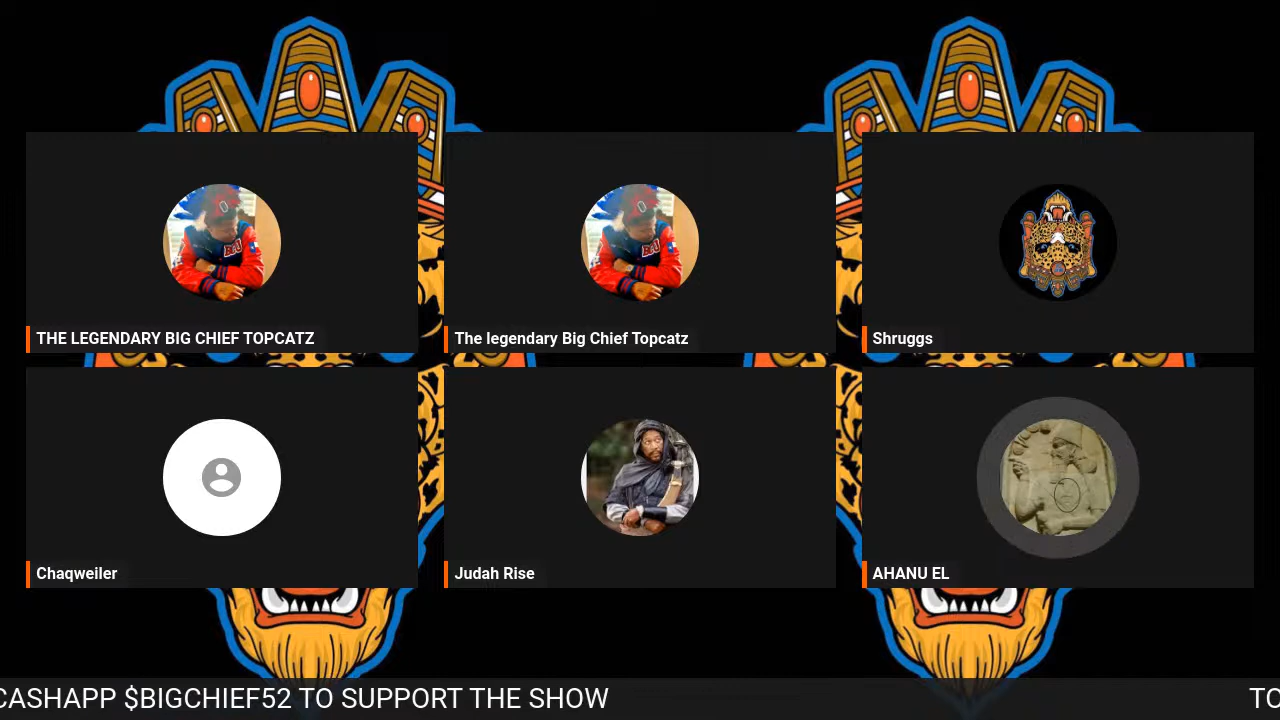 THE LEGENDARY BIG CHIEF TOPCATZ
The legendary Big Chief Topcatz
Shruggs
Chaqweiler
Judah Rise
AHANU EL
CASHAPP $BIGCHIEF52 TO SUPPORT THE SHOW